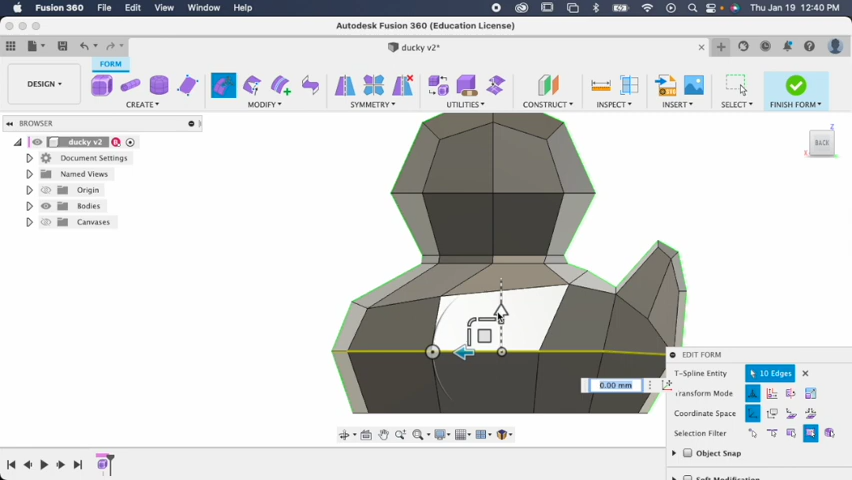 Fusion 360 File Edit View Window Help Thu Jan 19 12:40 PM
Autodesk Fusion 360 (Education License)
ducky v2*
FORM
DESIGN
CREATE MODIFY SYMMETRY UTILITIES CONSTRUCT INSPECT INSERT SELECT FINISH FORM
BROWSER
ducky v2
Document Settings
Named Views
Origin
Bodies
Canvases
Z
BACK
EDIT FORM
T-Spline Entity 10 Edges
0.00 mm
Transform Mode
Coordinate Space
Selection Filter
Object Snap
Soft Modification